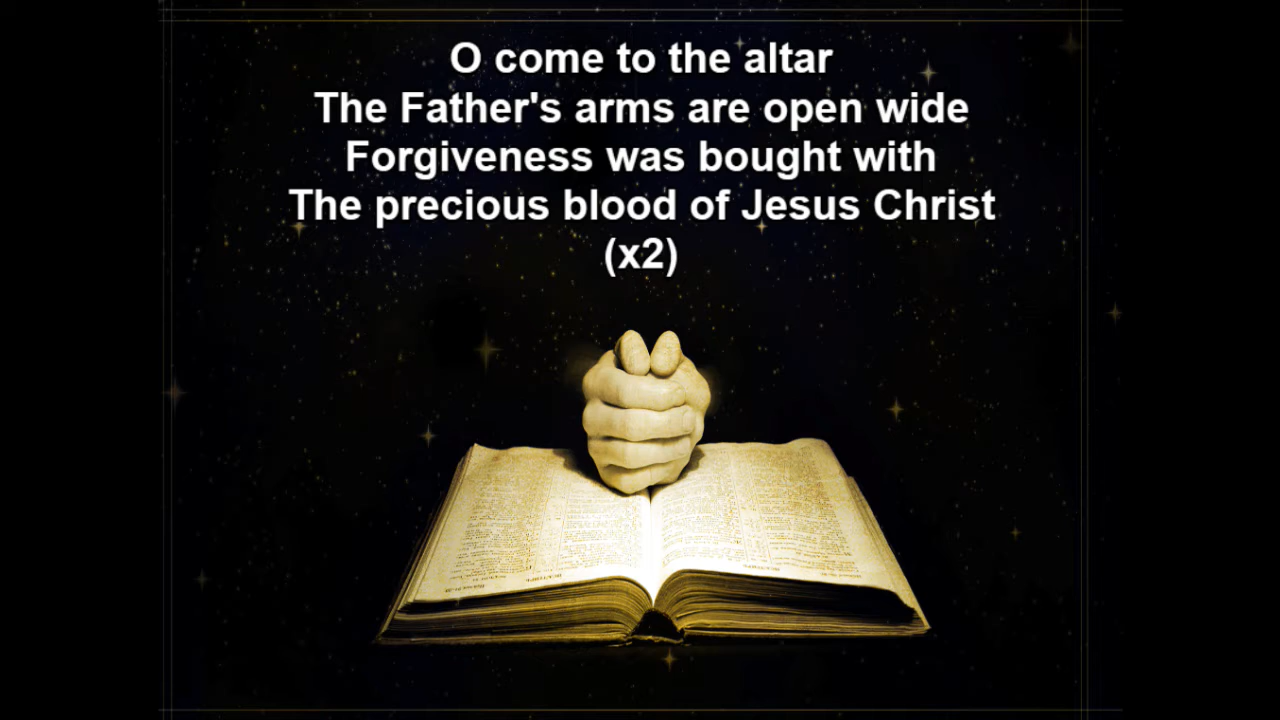 O come to the altar
The Father's arms are open wide
Forgiveness was bought with
The precious blood of Jesus Christ
(x2)